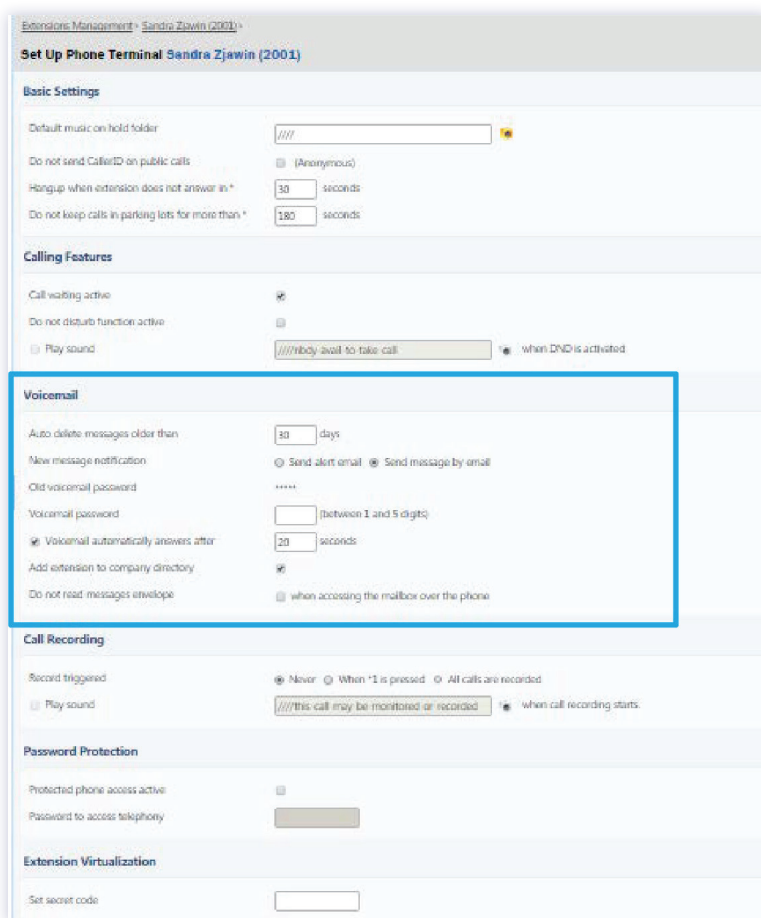 Extensions Management › Sandra Zjawin (2001) ›
Set Up Phone Terminal Sandra Zjawin (2001)
Basic Settings
Default music on hold folder ////
Do not send CallerID on public calls (Anonymous)
Hangup when extension does not answer in * 30 seconds
Do not keep calls in parking lots for more than * 180 seconds
Calling Features
Call waiting active
Do not disturb function active
Play sound ////nbdy-avail-to-take-call when DND is activated
Voicemail
Auto delete messages older than 30 days
New message notification Send alert email Send message by email
Old voicemail password *****
Voicemail password (between 1 and 5 digits)
Voicemail automatically answers after 20 seconds
Add extension to company directory
Do not read messages envelope when accessing the mailbox over the phone
Call Recording
Record triggered Never When *1 is pressed All calls are recorded
Play sound ////this-call-may-be-monitored-or-recorded when call recording starts.
Password Protection
Protected phone access active
Password to access telephony
Extension Virtualization
Set secret code